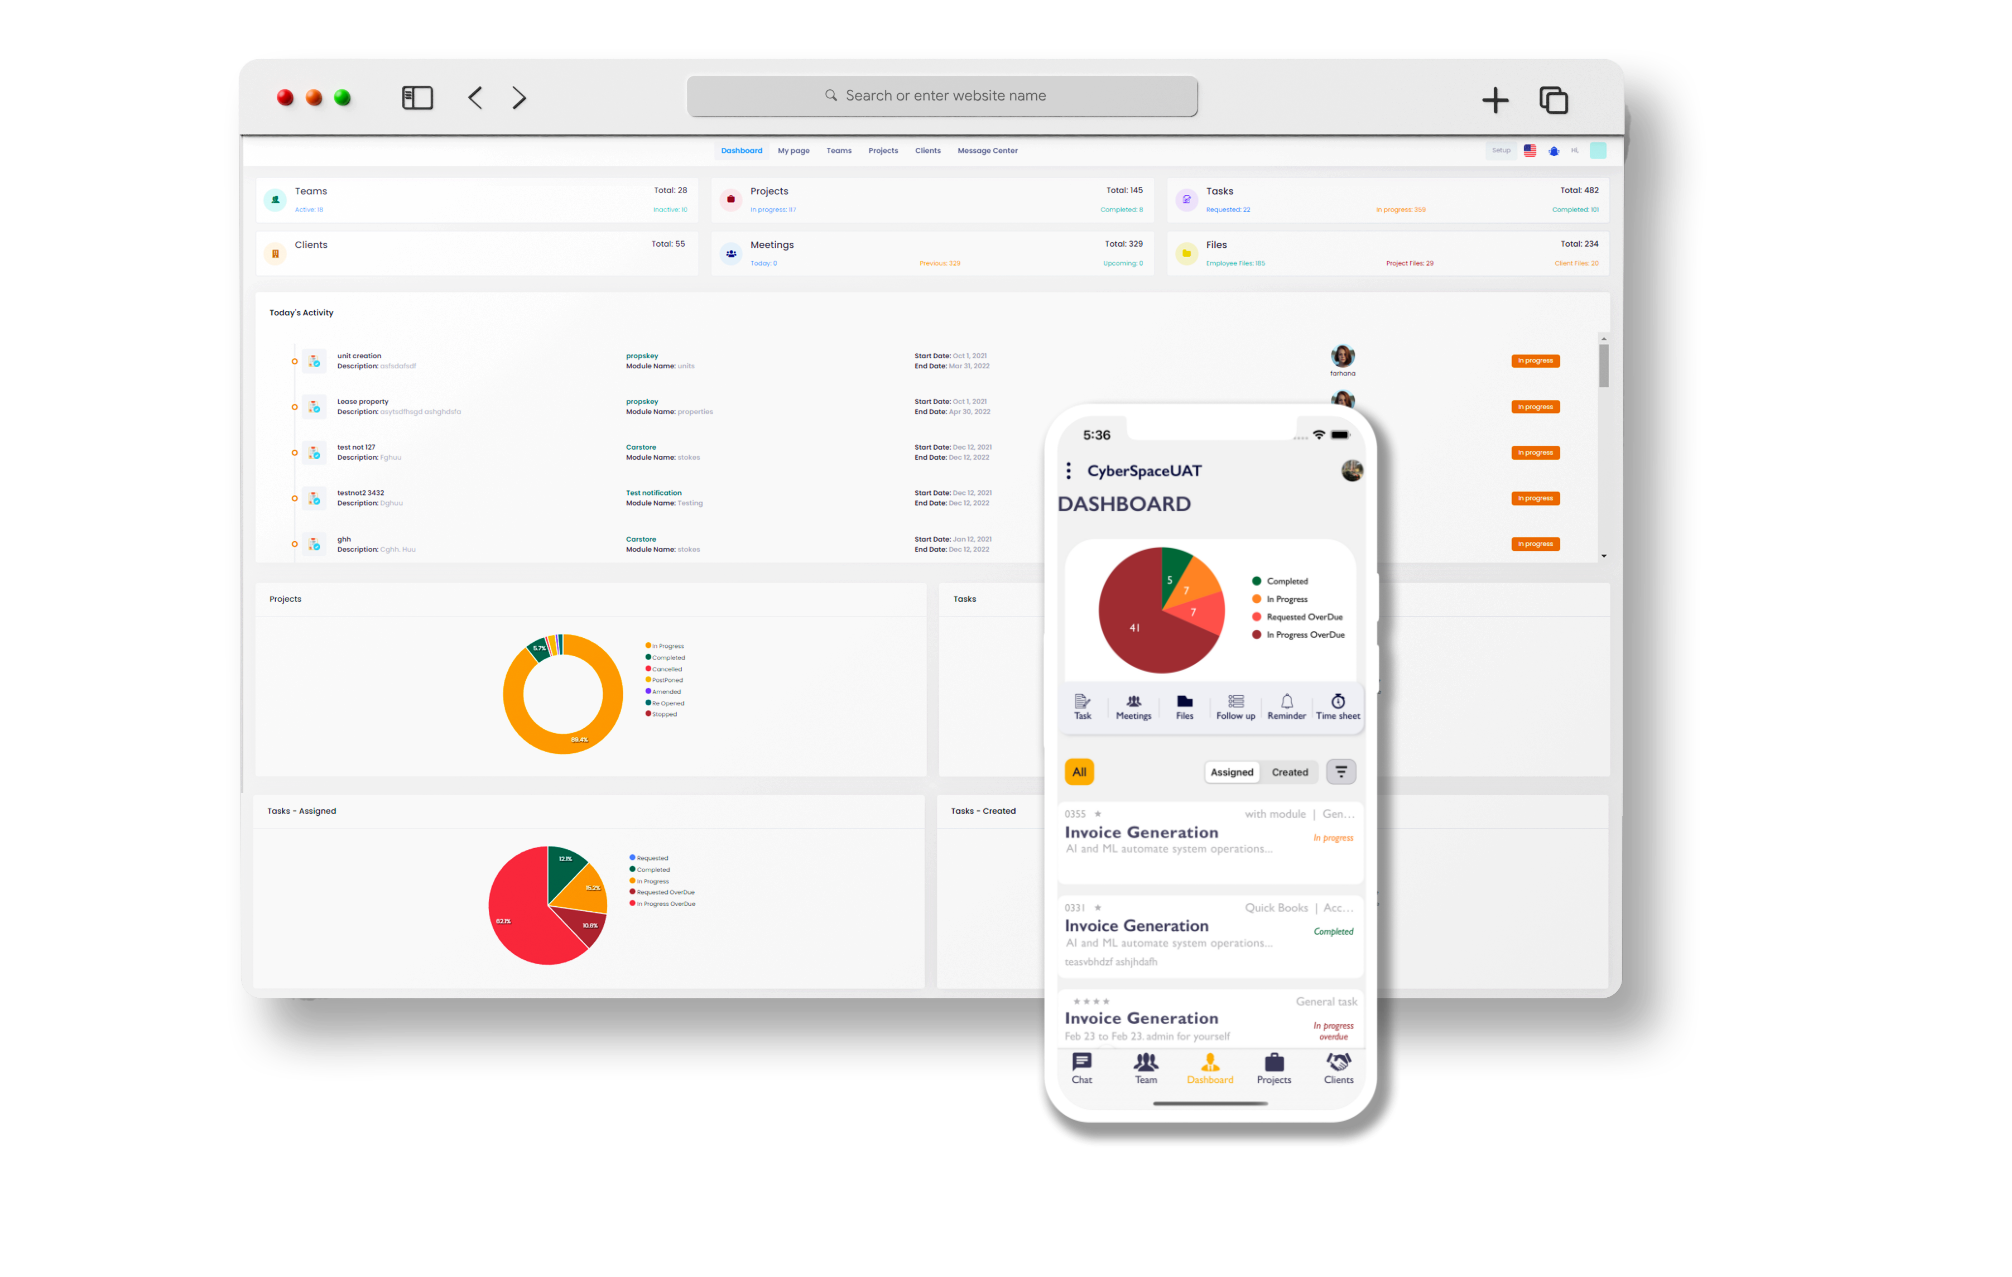 Search or enter website name
Dashboard My page Teams Projects Clients Message Center Setup Hi,
Teams Total: 28
Active: 18 Inactive: 10
Projects Total: 145
In progress: 117 Completed: 8
Tasks Total: 482
Requested: 22 In progress: 359 Completed: 101
Clients Total: 55
Meetings Total: 329
Today: 0 Previous: 329 Upcoming: 0
Files Total: 234
Employee Files: 185 Project Files: 29 Client Files: 20
Today's Activity
unit creation propskey Start Date: Oct 1, 2021
Description: asfsdafsdf Module Name: units End Date: Mar 31, 2022
farhana
In progress
Lease property propskey Start Date: Oct 1, 2021
Description: asytsdfhsgd ashghdsfa Module Name: properties End Date: Apr 30, 2022
In progress
test not 127 Carstore Start Date: Dec 12, 2021
Description: Fghuu Module Name: stokes End Date: Dec 12, 2022
In progress
testnot2 3432 Test notification Start Date: Dec 12, 2021
Description: Dghuu Module Name: Testing End Date: Dec 12, 2022
In progress
ghh Carstore Start Date: Jan 12, 2021
Description: Cghh. Huu Module Name: stokes End Date: Dec 12, 2022
In progress
Projects
5.7%
89.4%
In Progress
Completed
Cancelled
PostPoned
Amended
Re Opened
Stopped
Tasks
Tasks - Assigned
12.1%
15.2%
10.6%
62.1%
Requested
Completed
In Progress
Requested OverDue
In Progress OverDue
Tasks - Created
5:36
CyberSpaceUAT
DASHBOARD
5
7
7
41
Completed
In Progress
Requested OverDue
In Progress OverDue
Task Meetings Files Follow up Reminder Time sheet
All Assigned Created
0355 with module | Gen...
Invoice Generation In progress
AI and ML automate system operations...
0331 Quick Books | Acc...
Invoice Generation Completed
AI and ML automate system operations...
teasvbhdzf ashjhdafh
General task
Invoice Generation In progress
overdue
Feb 23 to Feb 23. admin for yourself
Chat Team Dashboard Projects Clients